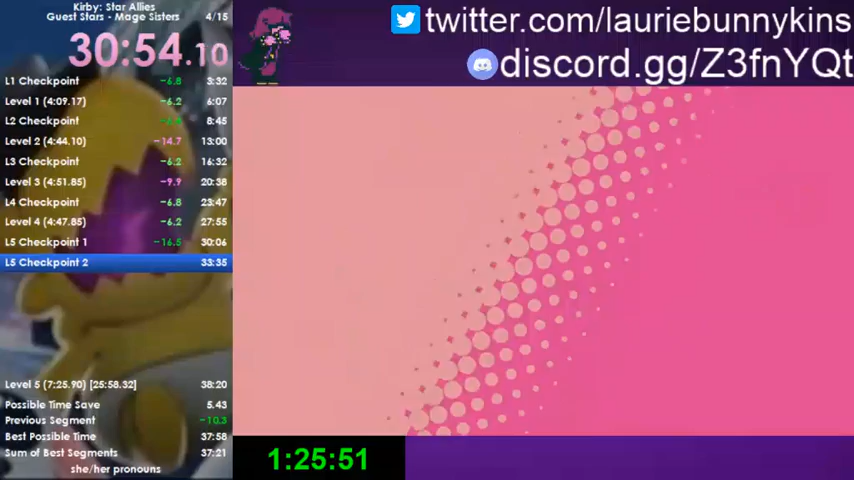 Kirby: Star Allies
Guest Stars - Mage Sisters 4/15
30:54.10
L1 Checkpoint -6.8 3:32
Level 1 (4:09.17) -6.2 6:07
L2 Checkpoint 8:45
Level 2 (4:44.10) -14.7 13:00
L3 Checkpoint -6.2 16:32
Level 3 (4:51.85) -9.9 20:38
L4 Checkpoint -6.8 23:47
Level 4 (4:47.85) -6.2 27:55
L5 Checkpoint 1 -16.5 30:06
L5 Checkpoint 2 33:35
Level 5 (7:25.90) [25:58.32] 38:20
Possible Time Save 5.43
Previous Segment -10.3
Best Possible Time 37:58
Sum of Best Segments 37:21
she/her pronouns
twitter.com/lauriebunnykins
discord.gg/Z3fnYQt
1:25:51